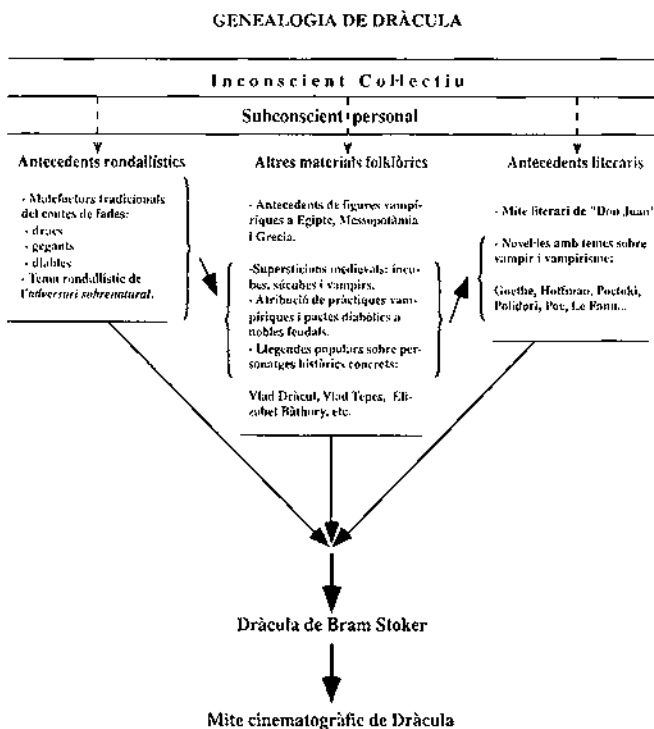 GENEALOGIA DE DRÀCULA
Inconscient Col·lectiu
Subconscient personal
Antecedents rondallístics
- Malefactors tradicionals
del contes de fades:
- dracs
- gegants
- diables
- Tema rondallístic de
l'adversari sobrenatural.
Altres materials folklòrics
- Antecedents de figures vampí-
riques a Egipte, Messopotàmia
i Grecia.
-Supersticions medievals: íncu-
bes, súcubes i vampirs.
- Atribució de pràctiques vam-
píriques i pactes diabòlics a
nobles feudals.
- Llegendes populars sobre per-
sonatges històrics concrets:
Vlad Dràcul, Vlad Tepes, Eli-
zabet Bàthory, etc.
Antecedents literàris
- Mite literari de "Don Juan"
- Novel·les amb temes sobre
vampir i vampirisme:
Goethe, Hoffman, Poctoki,
Polidori, Poe, Le Fanu...
Dràcula de Bram Stoker
Mite cinematogràfic de Dràcula